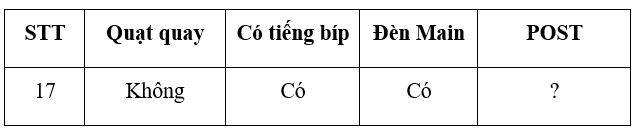 STT Quạt quay Có tiếng bíp Đèn Main POST
17 Không Có Có ?